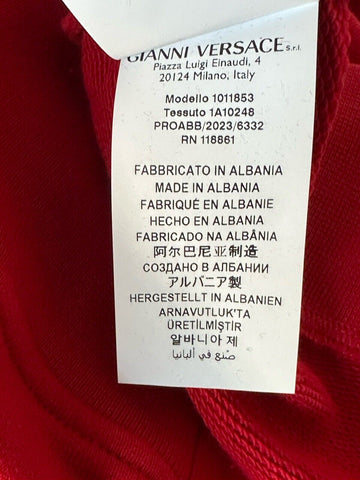 GIANNI VERSACE S.r.l.
Piazza Luigi Einaudi, 4
20124 Milano, Italy
Modello 1011853
Tessuto 1A10248
PROABB/2023/6332
RN 118861
FABBRICATO IN ALBANIA
MADE IN ALBANIA
FABRIQUÉ EN ALBANIE
HECHO EN ALBANIA
FABRICADO NA ALBÂNIA
阿尔巴尼亚制造
СОЗДАНО В АЛБАНИИ
アルバニア製
HERGESTELLT IN ALBANIEN
ARNAVUTLUK'TA
ÜRETİLMİŞTİR
알바니아 제
صُنع في ألبانيا